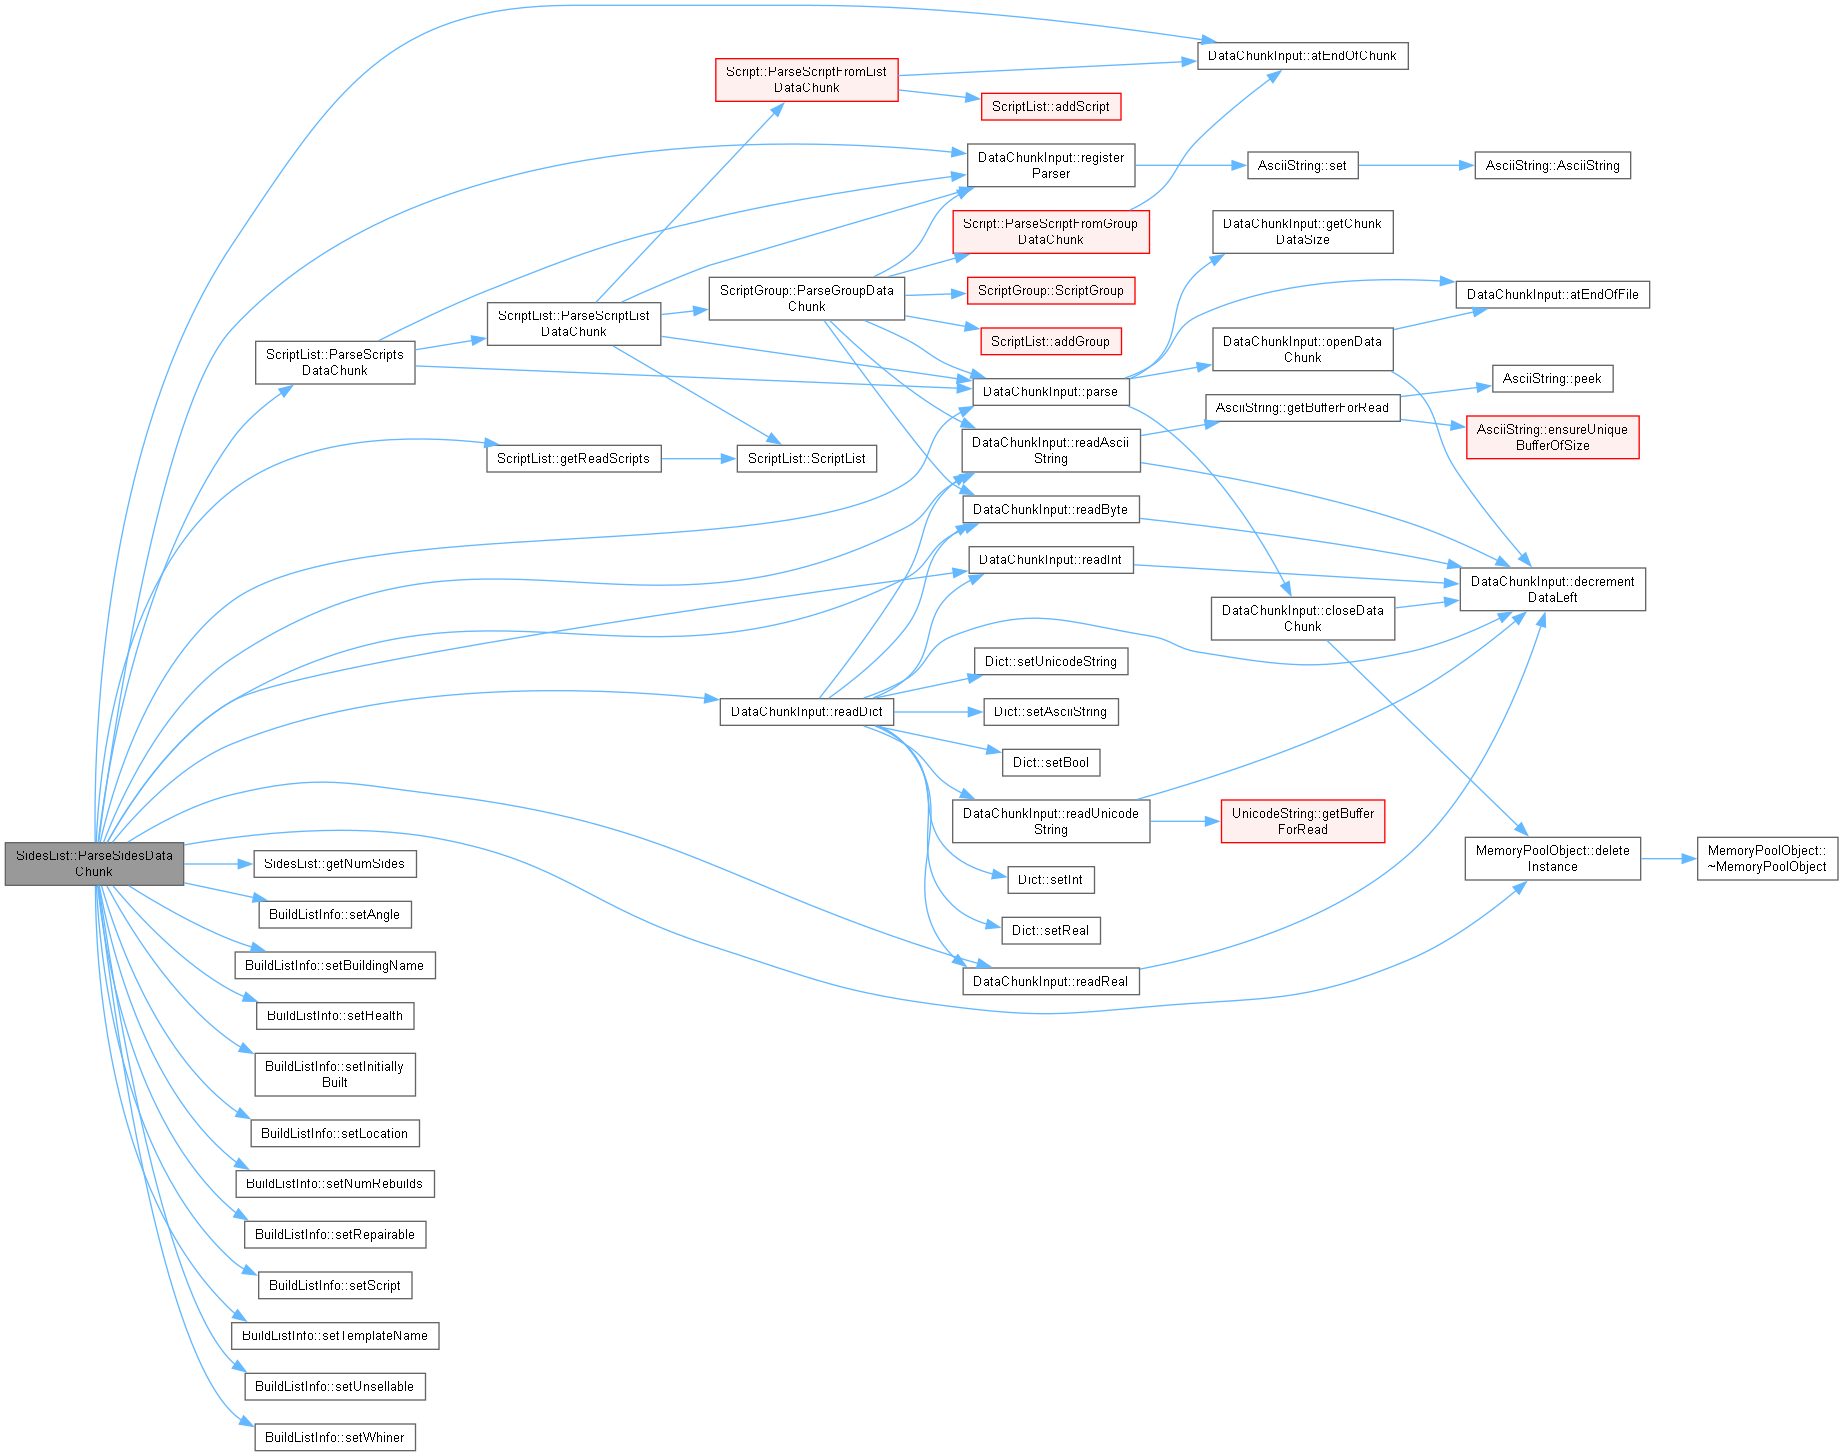 DataChunkInput::atEndOfChunk
Script::ParseScriptFromList
DataChunk
ScriptList::addScript
DataChunkInput::register
Parser
AsciiString::set
AsciiString::AsciiString
Script::ParseScriptFromGroup
DataChunk
DataChunkInput::getChunk
DataSize
ScriptGroup::ParseGroupData
Chunk
ScriptGroup::ScriptGroup
DataChunkInput::atEndOfFile
ScriptList::ParseScriptList
DataChunk
ScriptList::addGroup
DataChunkInput::openData
Chunk
ScriptList::ParseScripts
DataChunk
DataChunkInput::parse
AsciiString::peek
AsciiString::getBufferForRead
AsciiString::ensureUnique
BufferOfSize
DataChunkInput::readAscii
String
ScriptList::getReadScripts
ScriptList::ScriptList
DataChunkInput::readByte
DataChunkInput::readInt
DataChunkInput::decrement
DataLeft
DataChunkInput::closeData
Chunk
Dict::setUnicodeString
DataChunkInput::readDict
Dict::setAsciiString
Dict::setBool
DataChunkInput::readUnicode
String
UnicodeString::getBuffer
ForRead
SidesList::ParseSidesData
Chunk
SidesList::getNumSides
Dict::setInt
MemoryPoolObject::delete
Instance
MemoryPoolObject::
~MemoryPoolObject
BuildListInfo::setAngle
Dict::setReal
BuildListInfo::setBuildingName
DataChunkInput::readReal
BuildListInfo::setHealth
BuildListInfo::setInitially
Built
BuildListInfo::setLocation
BuildListInfo::setNumRebuilds
BuildListInfo::setRepairable
BuildListInfo::setScript
BuildListInfo::setTemplateName
BuildListInfo::setUnsellable
BuildListInfo::setWhiner